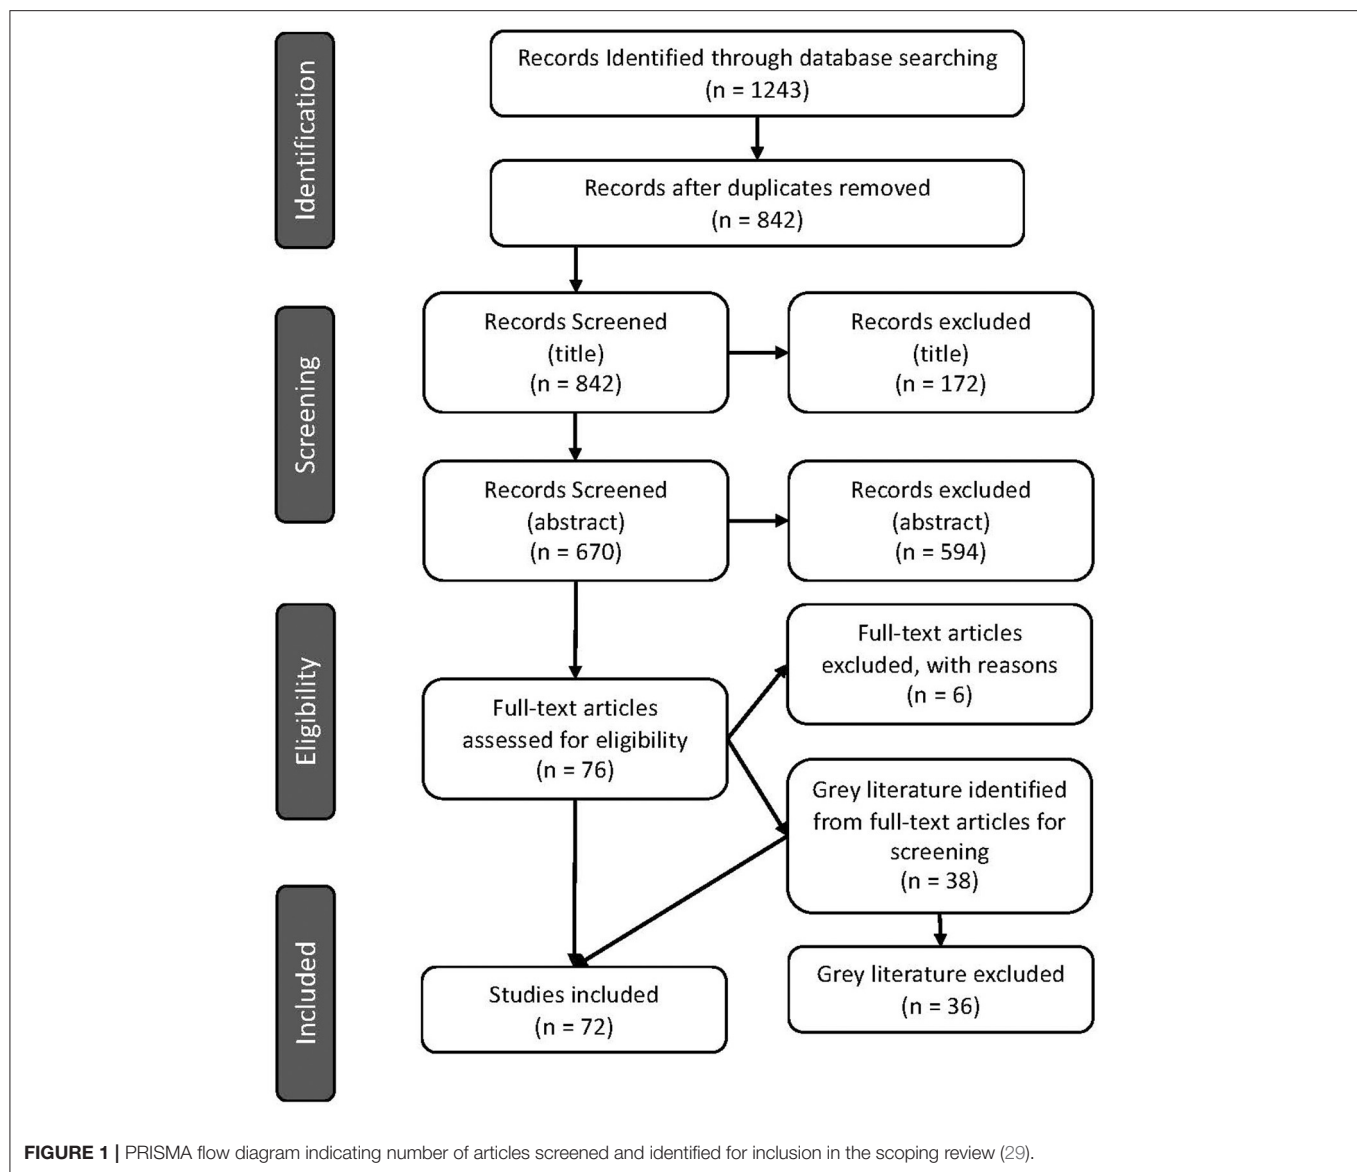 Identification
Records Identified through database searching
(n = 1243)
Records after duplicates removed
(n = 842)
Screening
Records Screened
(title)
(n = 842)
Records excluded
(title)
(n = 172)
Records Screened
(abstract)
(n = 670)
Records excluded
(abstract)
(n = 594)
Eligibility
Full-text articles
assessed for eligibility
(n = 76)
Full-text articles
excluded, with reasons
(n = 6)
Grey literature identified
from full-text articles for
screening
(n = 38)
Included
Studies included
(n = 72)
Grey literature excluded
(n = 36)
FIGURE 1 | PRISMA flow diagram indicating number of articles screened and identified for inclusion in the scoping review (29).